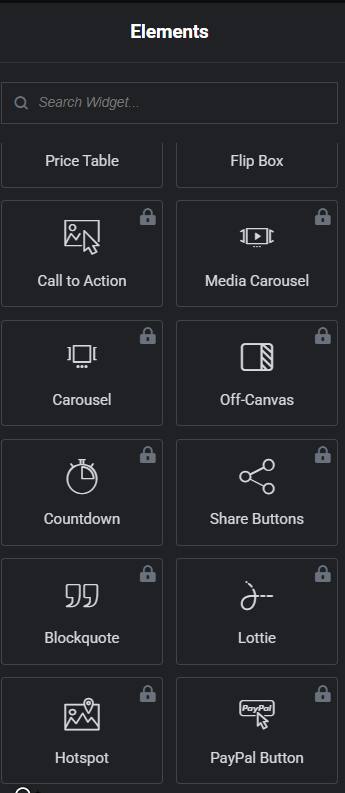 Elements
Search Widget...
Price Table
Flip Box
Call to Action
Media Carousel
Carousel
Off-Canvas
Countdown
Share Buttons
Blockquote
Lottie
PayPal
Hotspot
PayPal Button